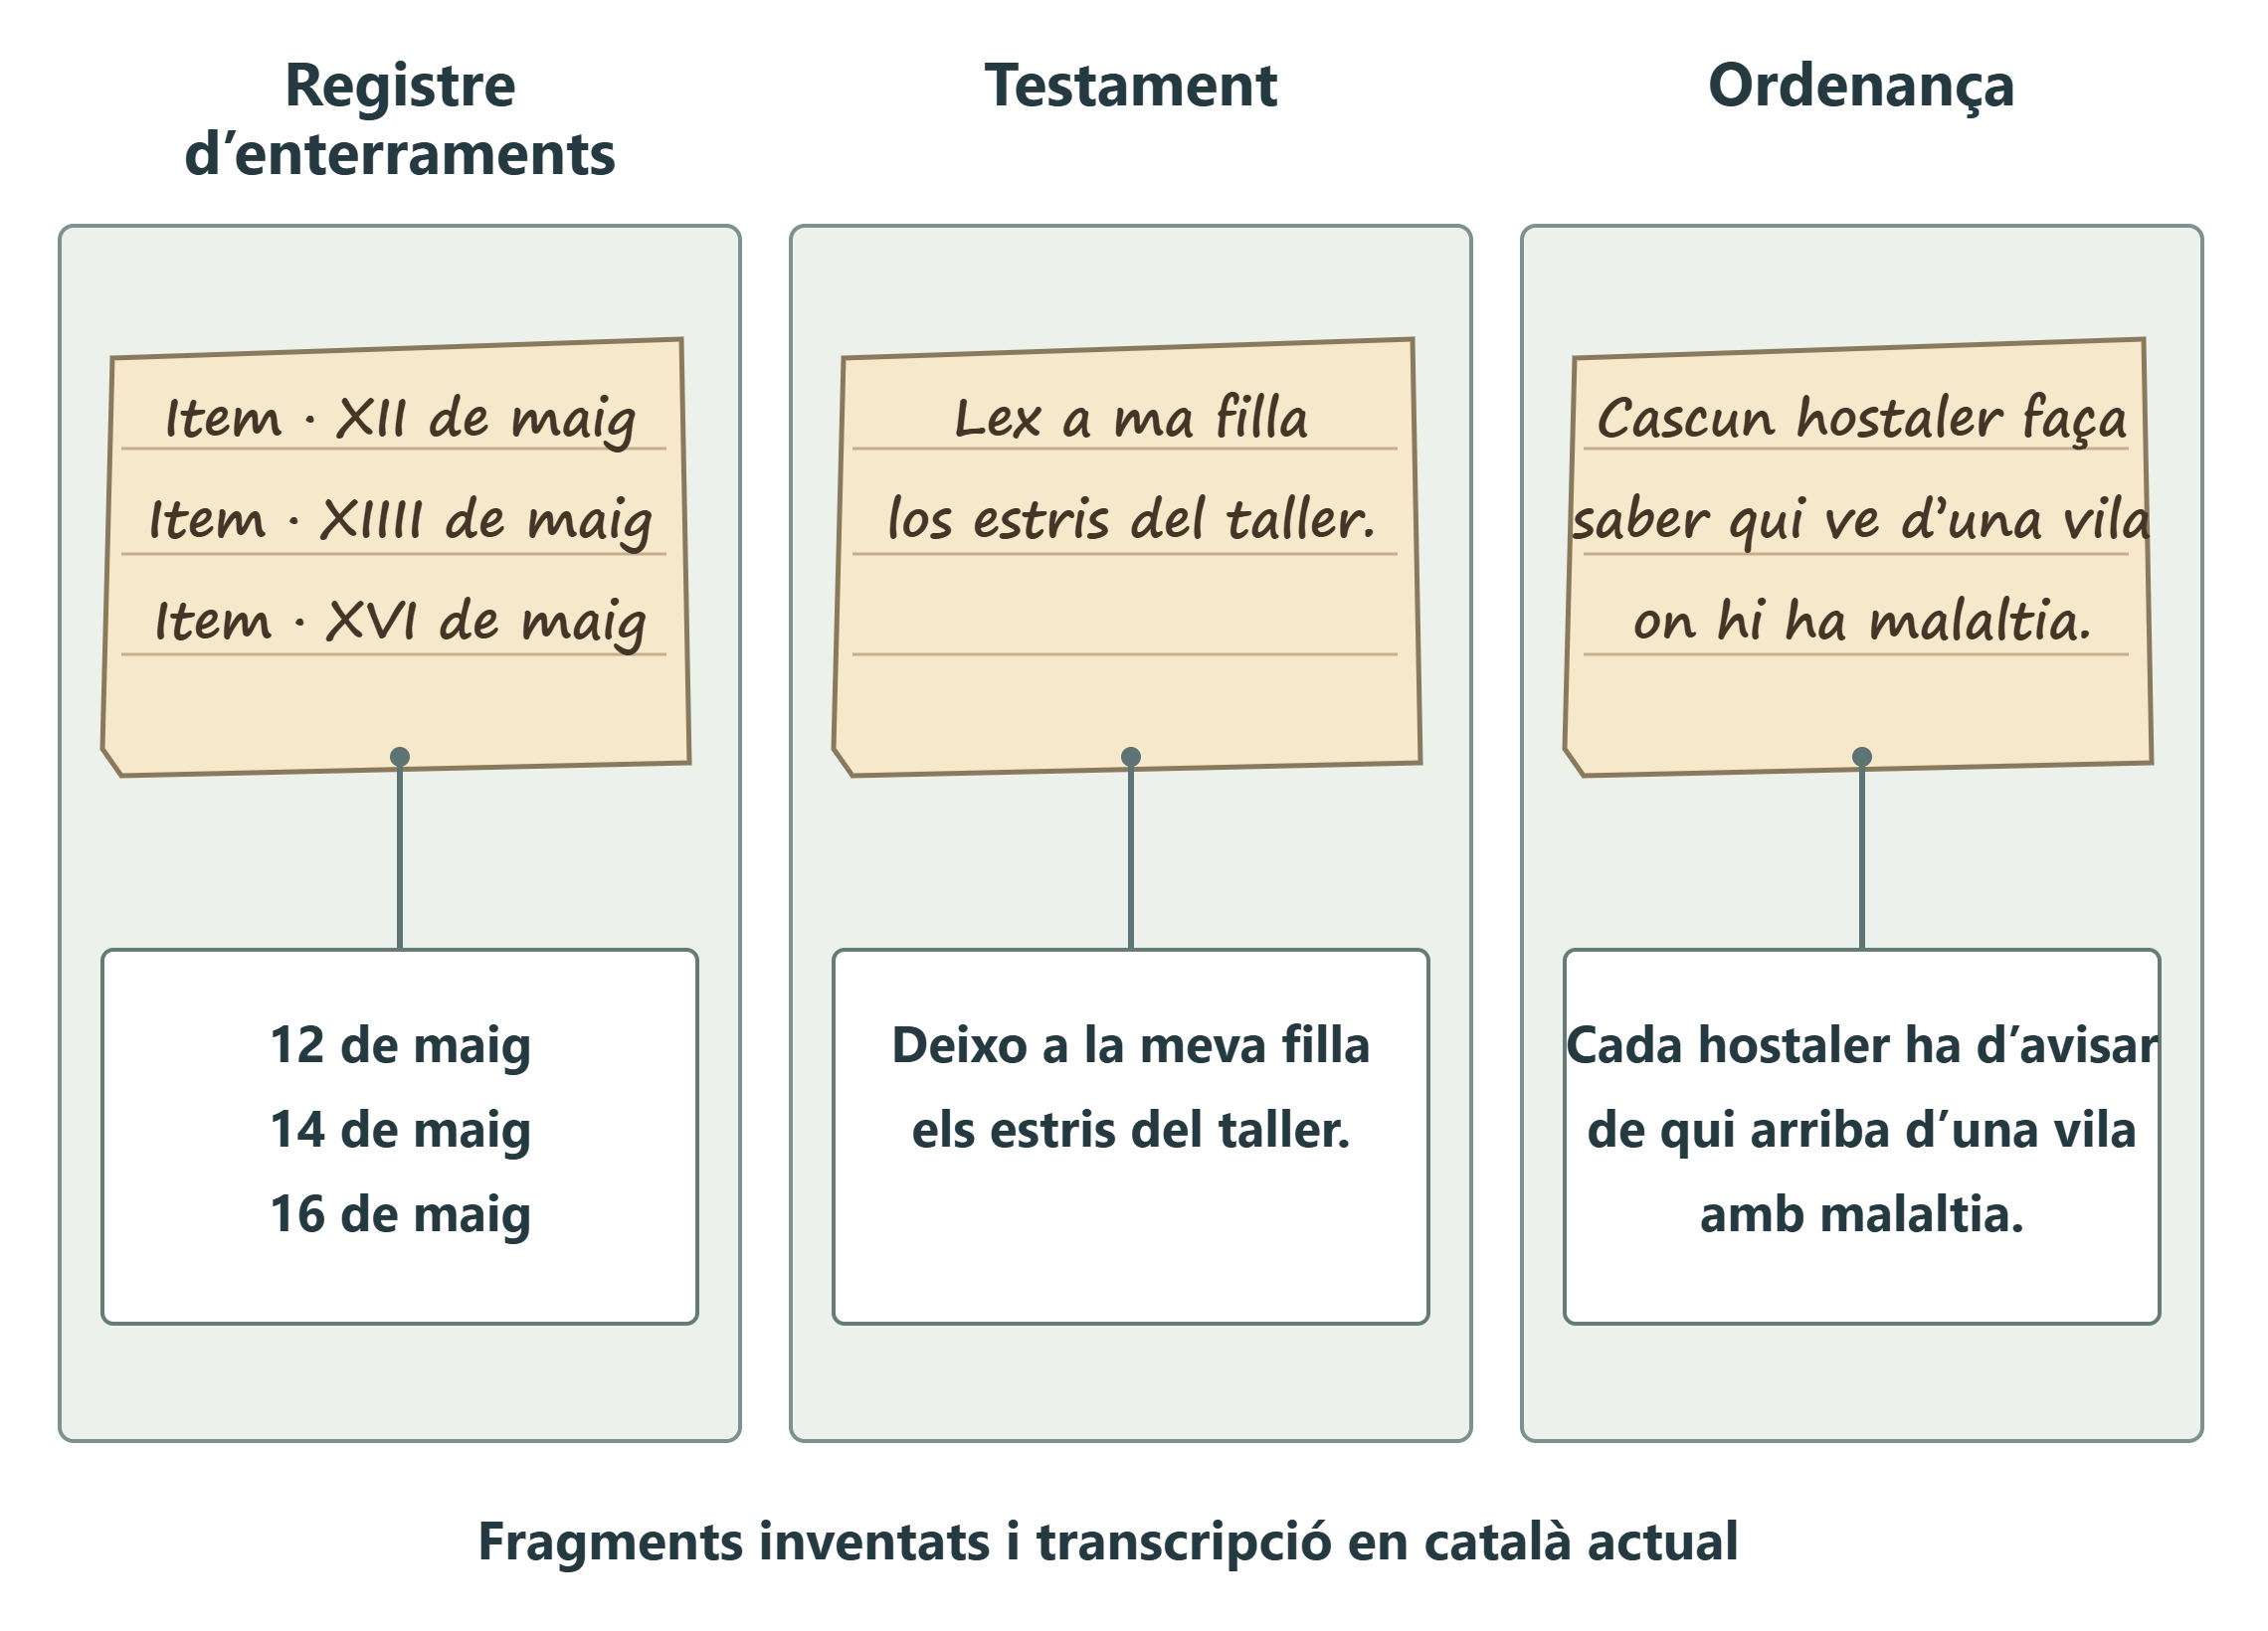 Registre
d’enterraments
Item · XII de maig
Item · XIIII de maig
Item · XVI de maig
12 de maig
14 de maig
16 de maig
Testament
Lex a ma filla
los estris del taller.
Deixo a la meva filla
els estris del taller.
Ordenança
Cascun hostaler faça
saber qui ve d’una vila
on hi ha malaltia.
Cada hostaler ha d’avisar
de qui arriba d’una vila
amb malaltia.
Fragments inventats i transcripció en català actual